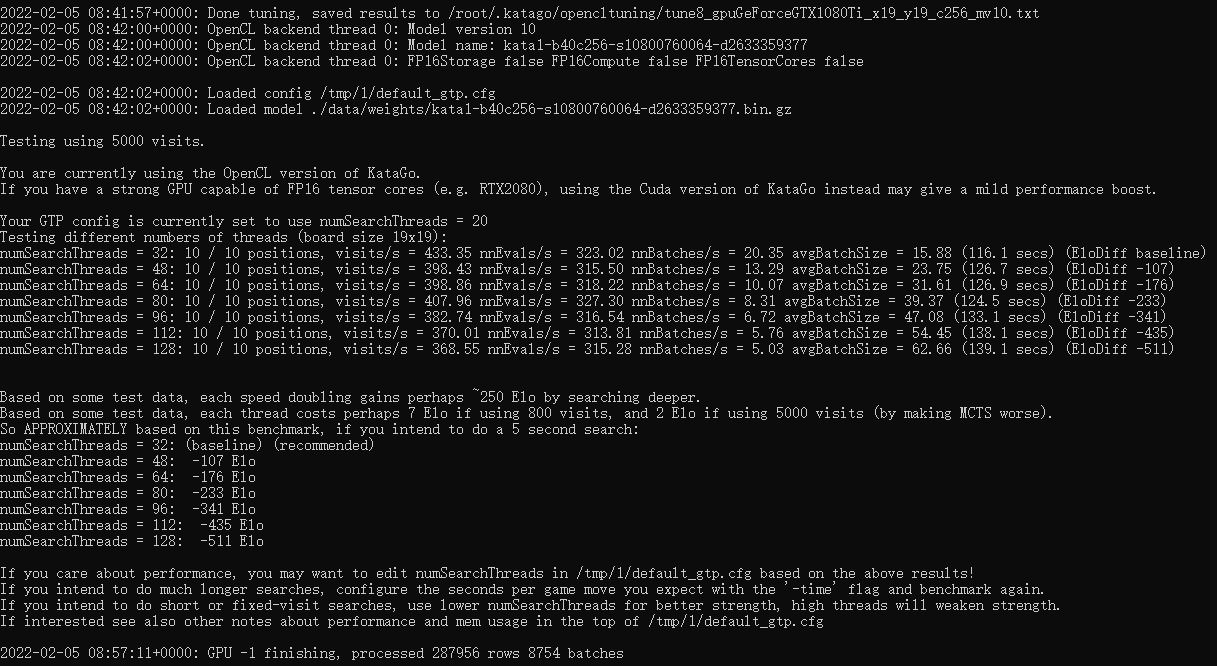 2022-02-05 08:41:57+0000: Done tuning, saved results to /root/.katago/opencltuning/tune8_gpuGeForceGTX1080Ti_x19_y19_c256_mv10.txt
2022-02-05 08:42:02+0000: OpenCL backend thread 0: Model version 10
2022-02-05 08:42:00+0000: OpenCL backend thread 0: Model name: kata1-b40c256-s10800760064-d2633359377
2022-02-05 08:42:02+0000: OpenCL backend thread 0: FP16Storage false FP16Compute false FP16TensorCores false
2022-02-05 08:42:02+0000: Loaded config /tmp/1/default_gtp.cfg
2022-02-05 08:42:02+0000: Loaded model ./data/weights/kata1-b40c256-s10800760064-d2633359377.bin.gz
Testing using 5000 visits.
You are currently using the OpenCL version of KataGo.
If you have a strong GPU capable of FP16 tensor cores (e.g. RTX2080), using the Cuda version of KataGo instead may give a mild performance boost.
Your GTP config is currently set to use numSearchThreads = 20
Testing different numbers of threads (board size 19x19):
numSearchThreads = 32: 10 / 10 positions, visits/s = 433.35 nnEvals/s = 323.02 nnBatches/s = 20.35 avgBatchSize = 15.88 (116.1 secs) (EloDiff baseline)
numSearchThreads = 48: 10 / 10 positions, visits/s = 398.43 nnEvals/s = 315.50 nnBatches/s = 13.29 avgBatchSize = 23.75 (126.7 secs) (EloDiff -107)
numSearchThreads = 64: 10 / 10 positions, visits/s = 398.86 nnEvals/s = 318.22 nnBatches/s = 10.07 avgBatchSize = 31.61 (126.9 secs) (EloDiff -176)
numSearchThreads = 80: 10 / 10 positions, visits/s = 407.96 nnEvals/s = 327.30 nnBatches/s = 8.31 avgBatchSize = 39.37 (124.5 secs) (EloDiff -233)
numSearchThreads = 96: 10 / 10 positions, visits/s = 382.74 nnEvals/s = 316.54 nnBatches/s = 6.72 avgBatchSize = 47.08 (133.1 secs) (EloDiff -341)
numSearchThreads = 112: 10 / 10 positions, visits/s = 370.01 nnEvals/s = 313.81 nnBatches/s = 5.76 avgBatchSize = 54.45 (138.1 secs) (EloDiff -435)
numSearchThreads = 128: 10 / 10 positions, visits/s = 368.55 nnEvals/s = 315.28 nnBatches/s = 5.03 avgBatchSize = 62.66 (139.1 secs) (EloDiff -511)
Based on some test data, each speed doubling gains perhaps ~250 Elo by searching deeper.
Based on some test data, each thread costs perhaps 7 Elo if using 800 visits, and 2 Elo if using 5000 visits (by making MCTS worse).
So APPROXIMATELY based on this benchmark, if you intend to do a 5 second search:
numSearchThreads = 32: (baseline) (recommended)
numSearchThreads = 48:  -107 Elo
numSearchThreads = 64:  -176 Elo
numSearchThreads = 80:  -233 Elo
numSearchThreads = 96:  -341 Elo
numSearchThreads = 112:  -435 Elo
numSearchThreads = 128:  -511 Elo
If you care about performance, you may want to edit numSearchThreads in /tmp/1/default_gtp.cfg based on the above results!
If you intend to do much longer searches, configure the seconds per game move you expect with the '-time' flag and benchmark again.
If you intend to do short or fixed-visit searches, use lower numSearchThreads for better strength, high threads will weaken strength.
If interested see also other notes about performance and mem usage in the top of /tmp/1/default_gtp.cfg
2022-02-05 08:57:11+0000: GPU -1 finishing, processed 287956 rows 8754 batches